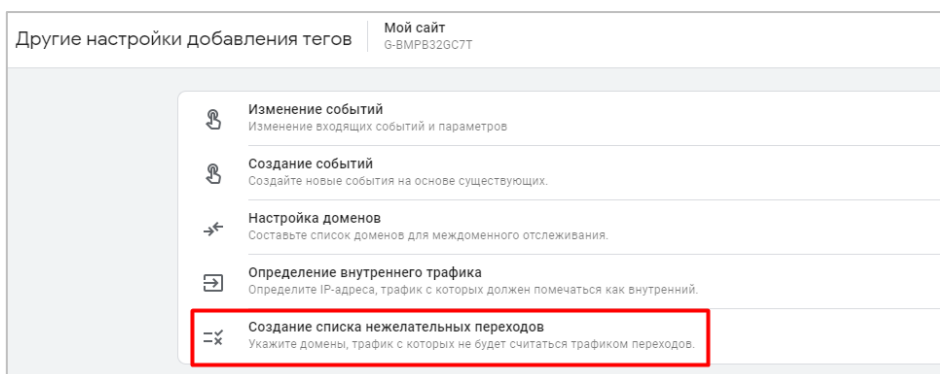 Другие настройки добавления тегов
Мой сайт
G-BMPB32GC7T
Изменение событий
Изменение входящих событий и параметров
Создание событий
Создайте новые события на основе существующих.
Настройка доменов
Составьте список доменов для междоменного отслеживания.
Определение внутреннего трафика
Определите IP-адреса, трафик с которых должен помечаться как внутренний.
Создание списка нежелательных переходов
Укажите домены, трафик с которых не будет считаться трафиком переходов.